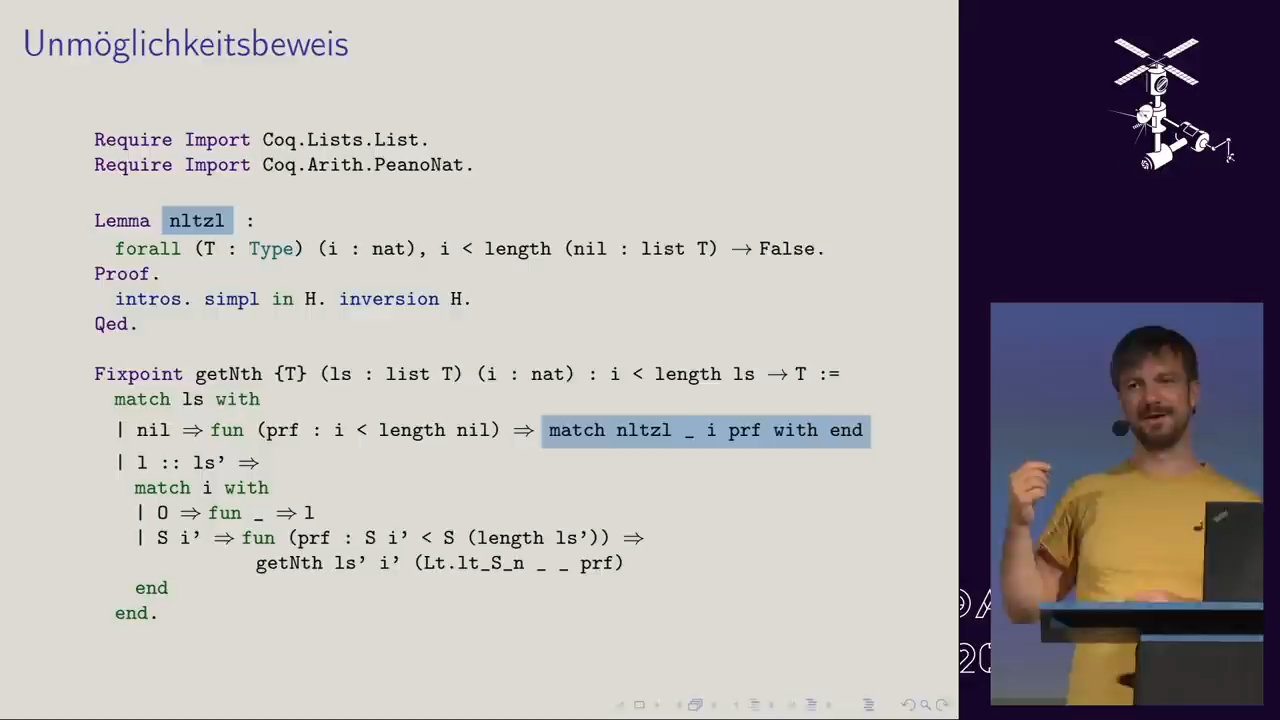 Unmöglichkeitsbeweis
Require Import Coq.Lists.List.
Require Import Coq.Arith.PeanoNat.
Lemma nltzl :
forall (T : Type) (i : nat), i < length (nil : list T) → False.
Proof.
intros. simpl in H. inversion H.
Qed.
Fixpoint getNth {T} (ls : list T) (i : nat) : i < length ls → T :=
match ls with
| nil ⇒ fun (prf : i < length nil) ⇒ match nltzl _ i prf with end
| l :: ls’ ⇒
match i with
| O ⇒ fun _ ⇒ l
| S i’ ⇒ fun (prf : S i’ < S (length ls’)) ⇒
getNth ls’ i’ (Lt.lt_S_n _ _ prf)
end
end.